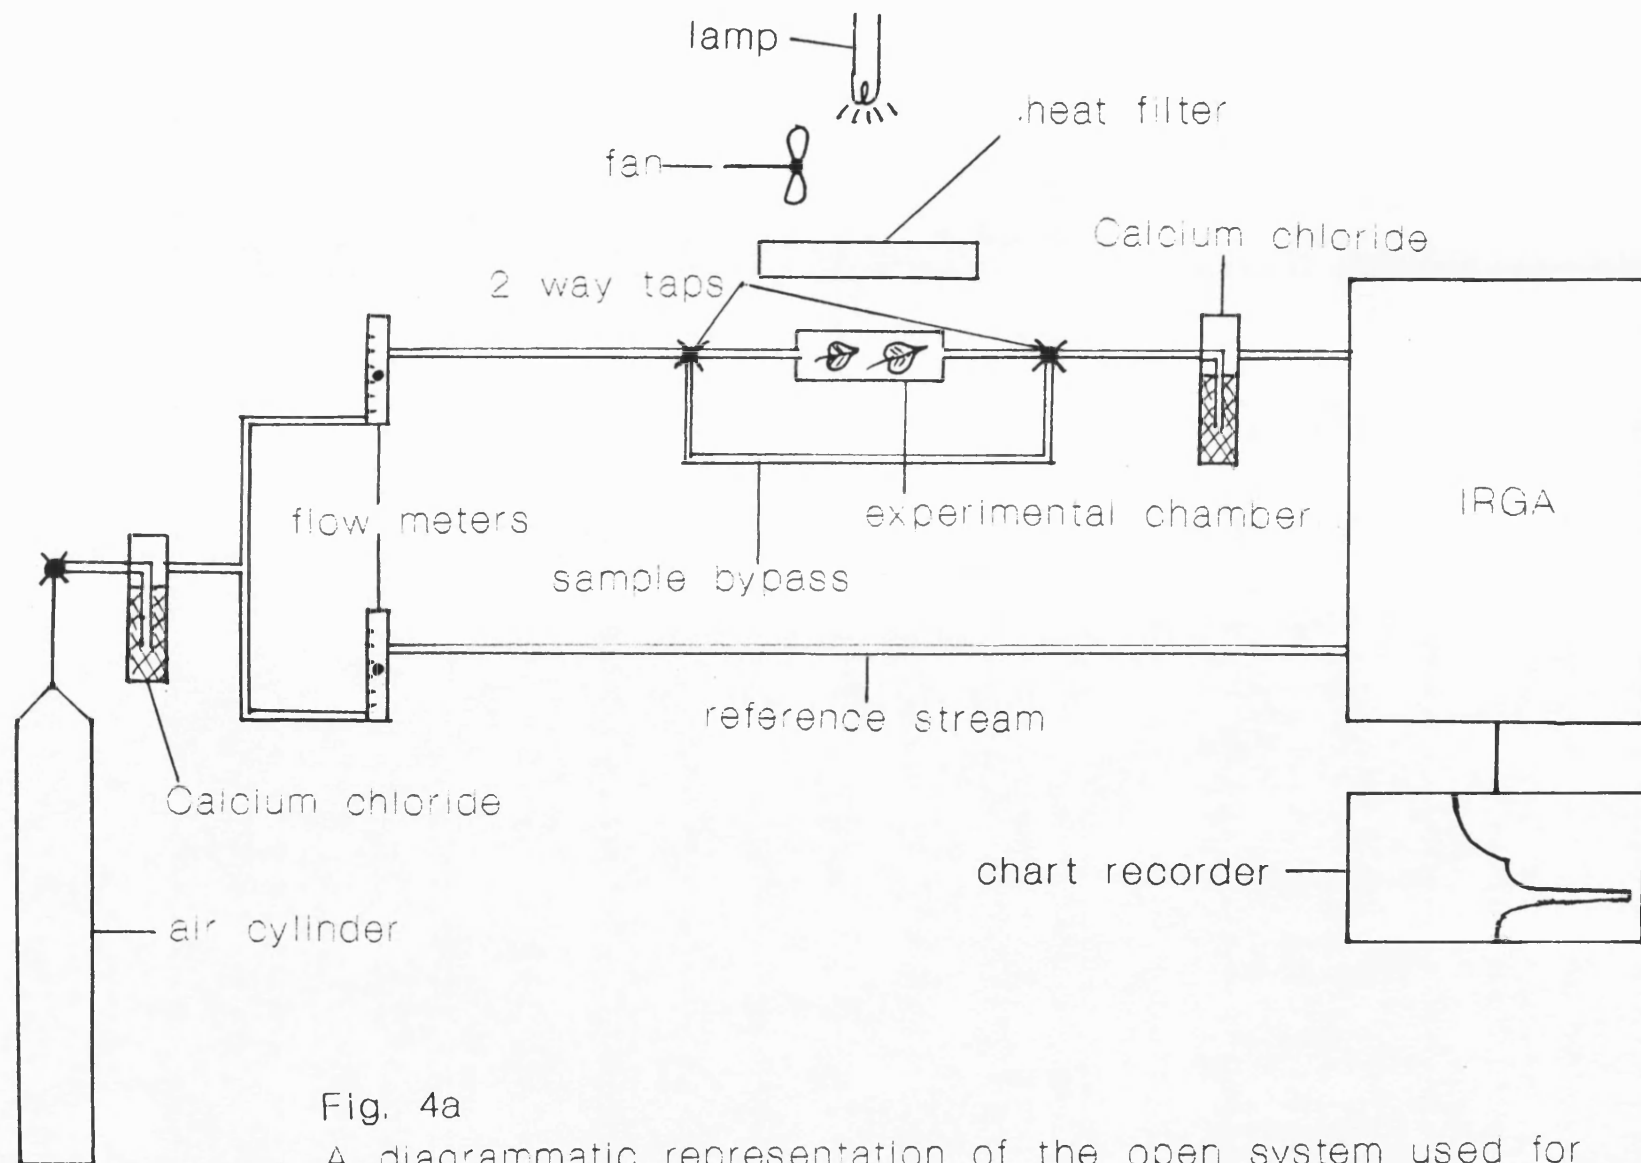 lamp
heat filter
fan
Calcium chloride
2 way taps
flow meters
experimental chamber
IRGA
sample bypass
reference stream
Calcium chloride
chart recorder
air cylinder
Fig. 4a
A diagrammatic representation of the open system used for